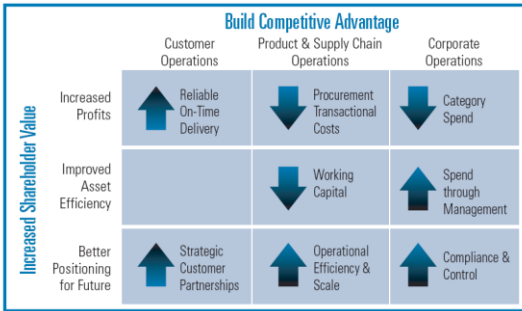 Build Competitive Advantage
Customer
Operations
Product & Supply Chain
Operations
Corporate
Operations
Increased Shareholder Value
Increased
Profits
Reliable
On-Time
Delivery
Procurement
Transactional
Costs
Category
Spend
Improved
Asset
Efficiency
Working
Capital
Spend
through
Management
Better
Positioning
for Future
Strategic
Customer
Partnerships
Operational
Efficiency &
Scale
Compliance &
Control